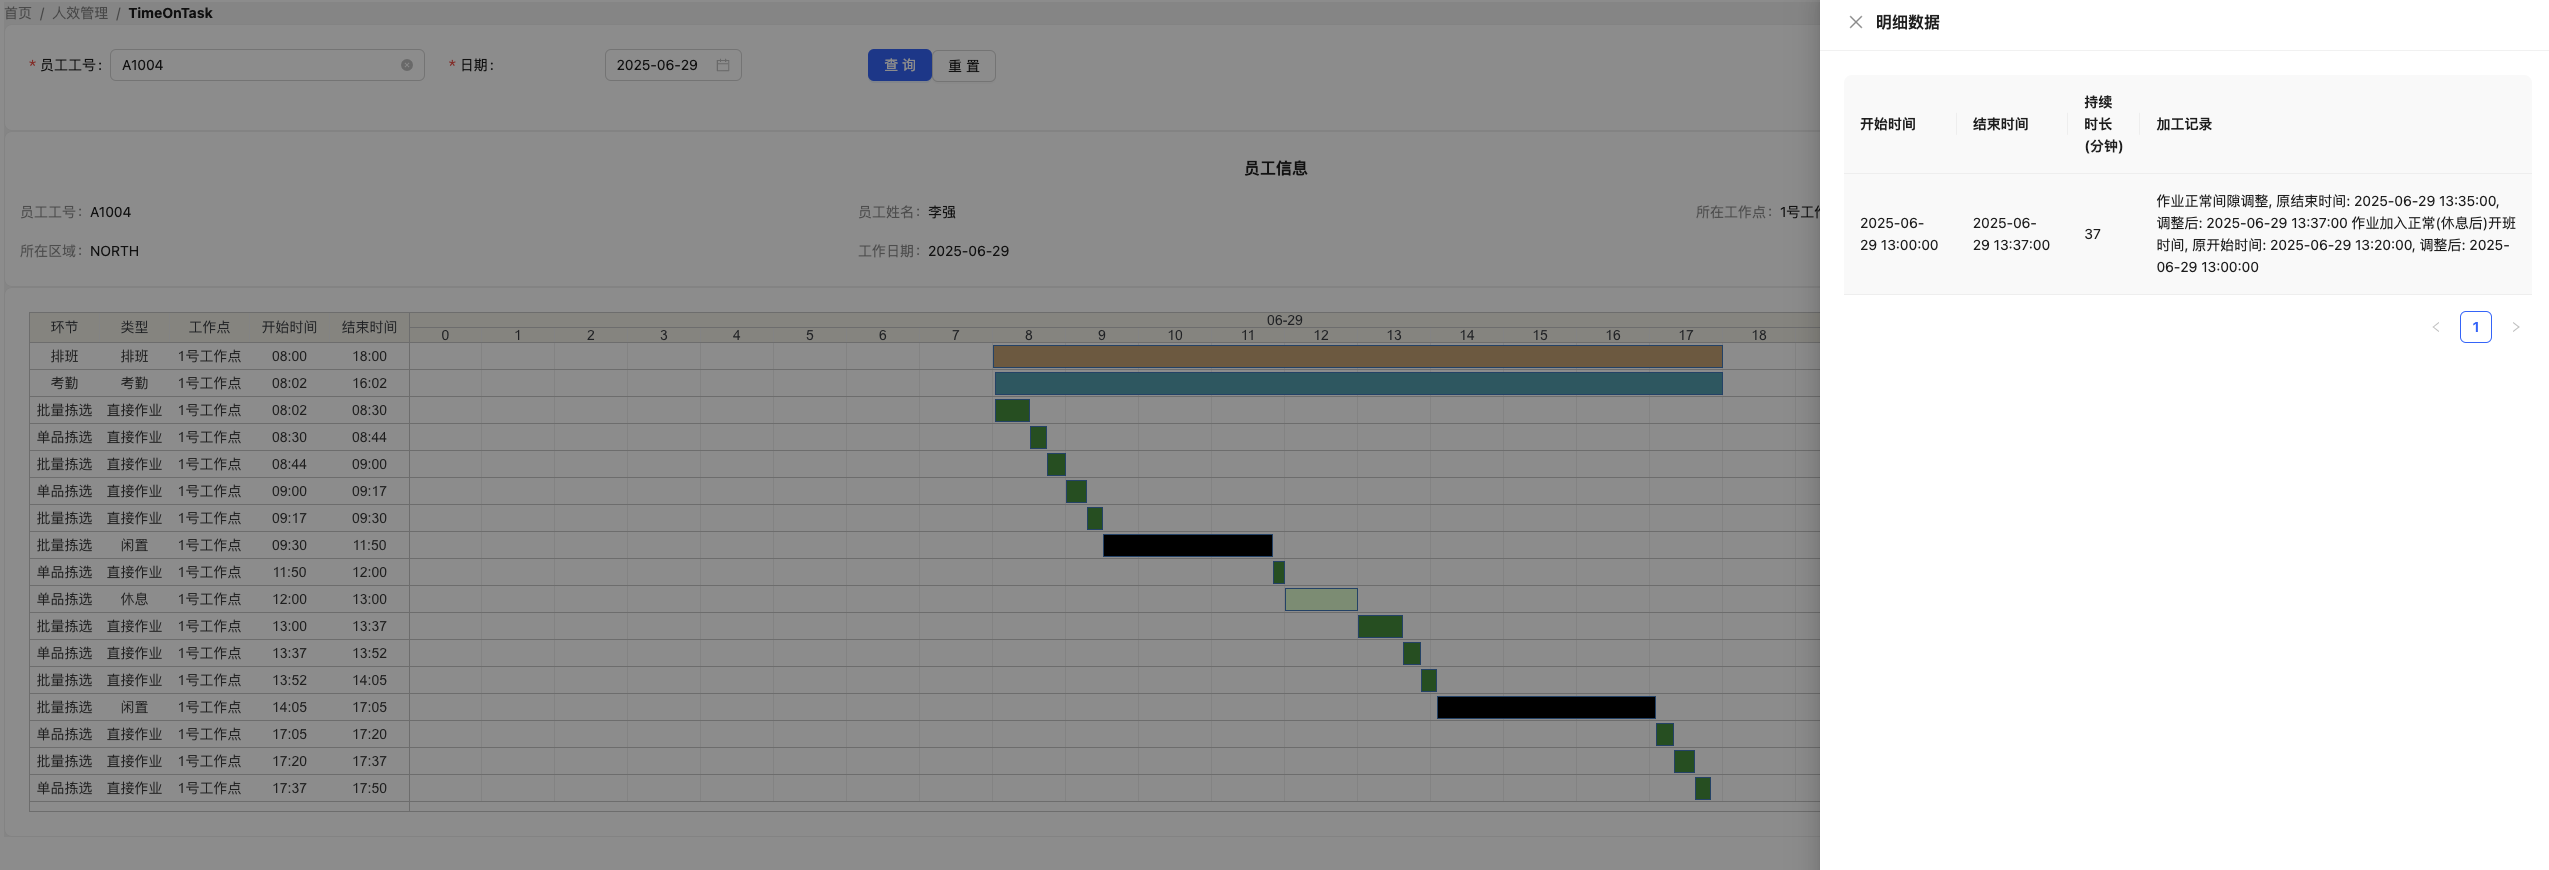 首页 / 人效管理 / TimeOnTask
* 员工工号: A1004 * 日期: 2025-06-29 查 询 重 置
员工信息
员工工号: A1004 员工姓名: 李强 所在工作点: 1号工
所在区域: NORTH 工作日期: 2025-06-29
环节 类型 工作点 开始时间 结束时间 06-29
0 1 2 3 4 5 6 7 8 9 10 11 12 13 14 15 16 17 18
排班 排班 1号工作点 08:00 18:00
考勤 考勤 1号工作点 08:02 16:02
批量拣选 直接作业 1号工作点 08:02 08:30
单品拣选 直接作业 1号工作点 08:30 08:44
批量拣选 直接作业 1号工作点 08:44 09:00
单品拣选 直接作业 1号工作点 09:00 09:17
批量拣选 直接作业 1号工作点 09:17 09:30
批量拣选 闲置 1号工作点 09:30 11:50
单品拣选 直接作业 1号工作点 11:50 12:00
单品拣选 休息 1号工作点 12:00 13:00
批量拣选 直接作业 1号工作点 13:00 13:37
单品拣选 直接作业 1号工作点 13:37 13:52
批量拣选 直接作业 1号工作点 13:52 14:05
批量拣选 闲置 1号工作点 14:05 17:05
单品拣选 直接作业 1号工作点 17:05 17:20
批量拣选 直接作业 1号工作点 17:20 17:37
单品拣选 直接作业 1号工作点 17:37 17:50
明细数据
开始时间 结束时间 持续
时长
(分钟) 加工记录
2025-06-
29 13:00:00
2025-06-
29 13:37:00
37
作业正常间隙调整, 原结束时间: 2025-06-29 13:35:00,
调整后: 2025-06-29 13:37:00 作业加入正常(休息后)开班
时间, 原开始时间: 2025-06-29 13:20:00, 调整后: 2025-
06-29 13:00:00
1